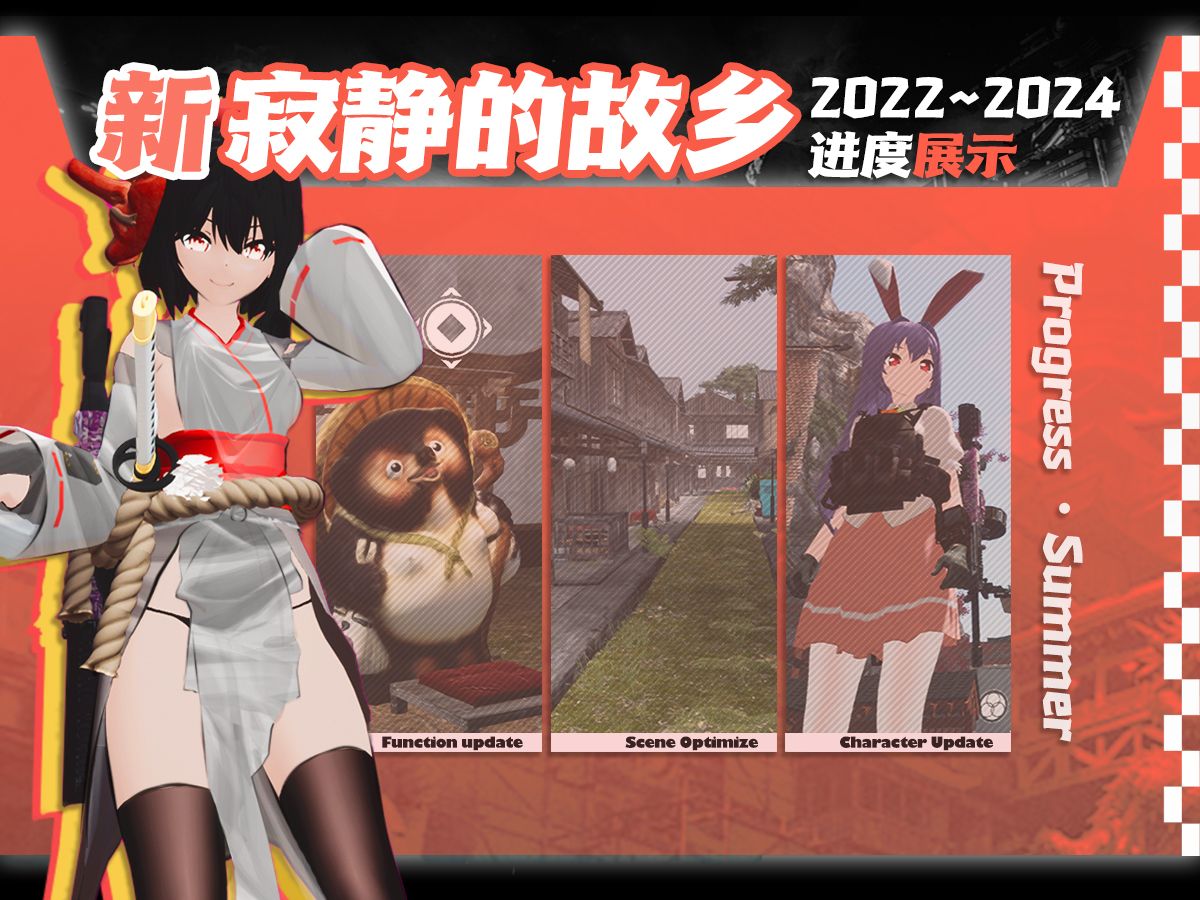 新寂静的故乡
2022~2024
进度展示
Progress · Summer
Function update
Scene Optimize
Character Update